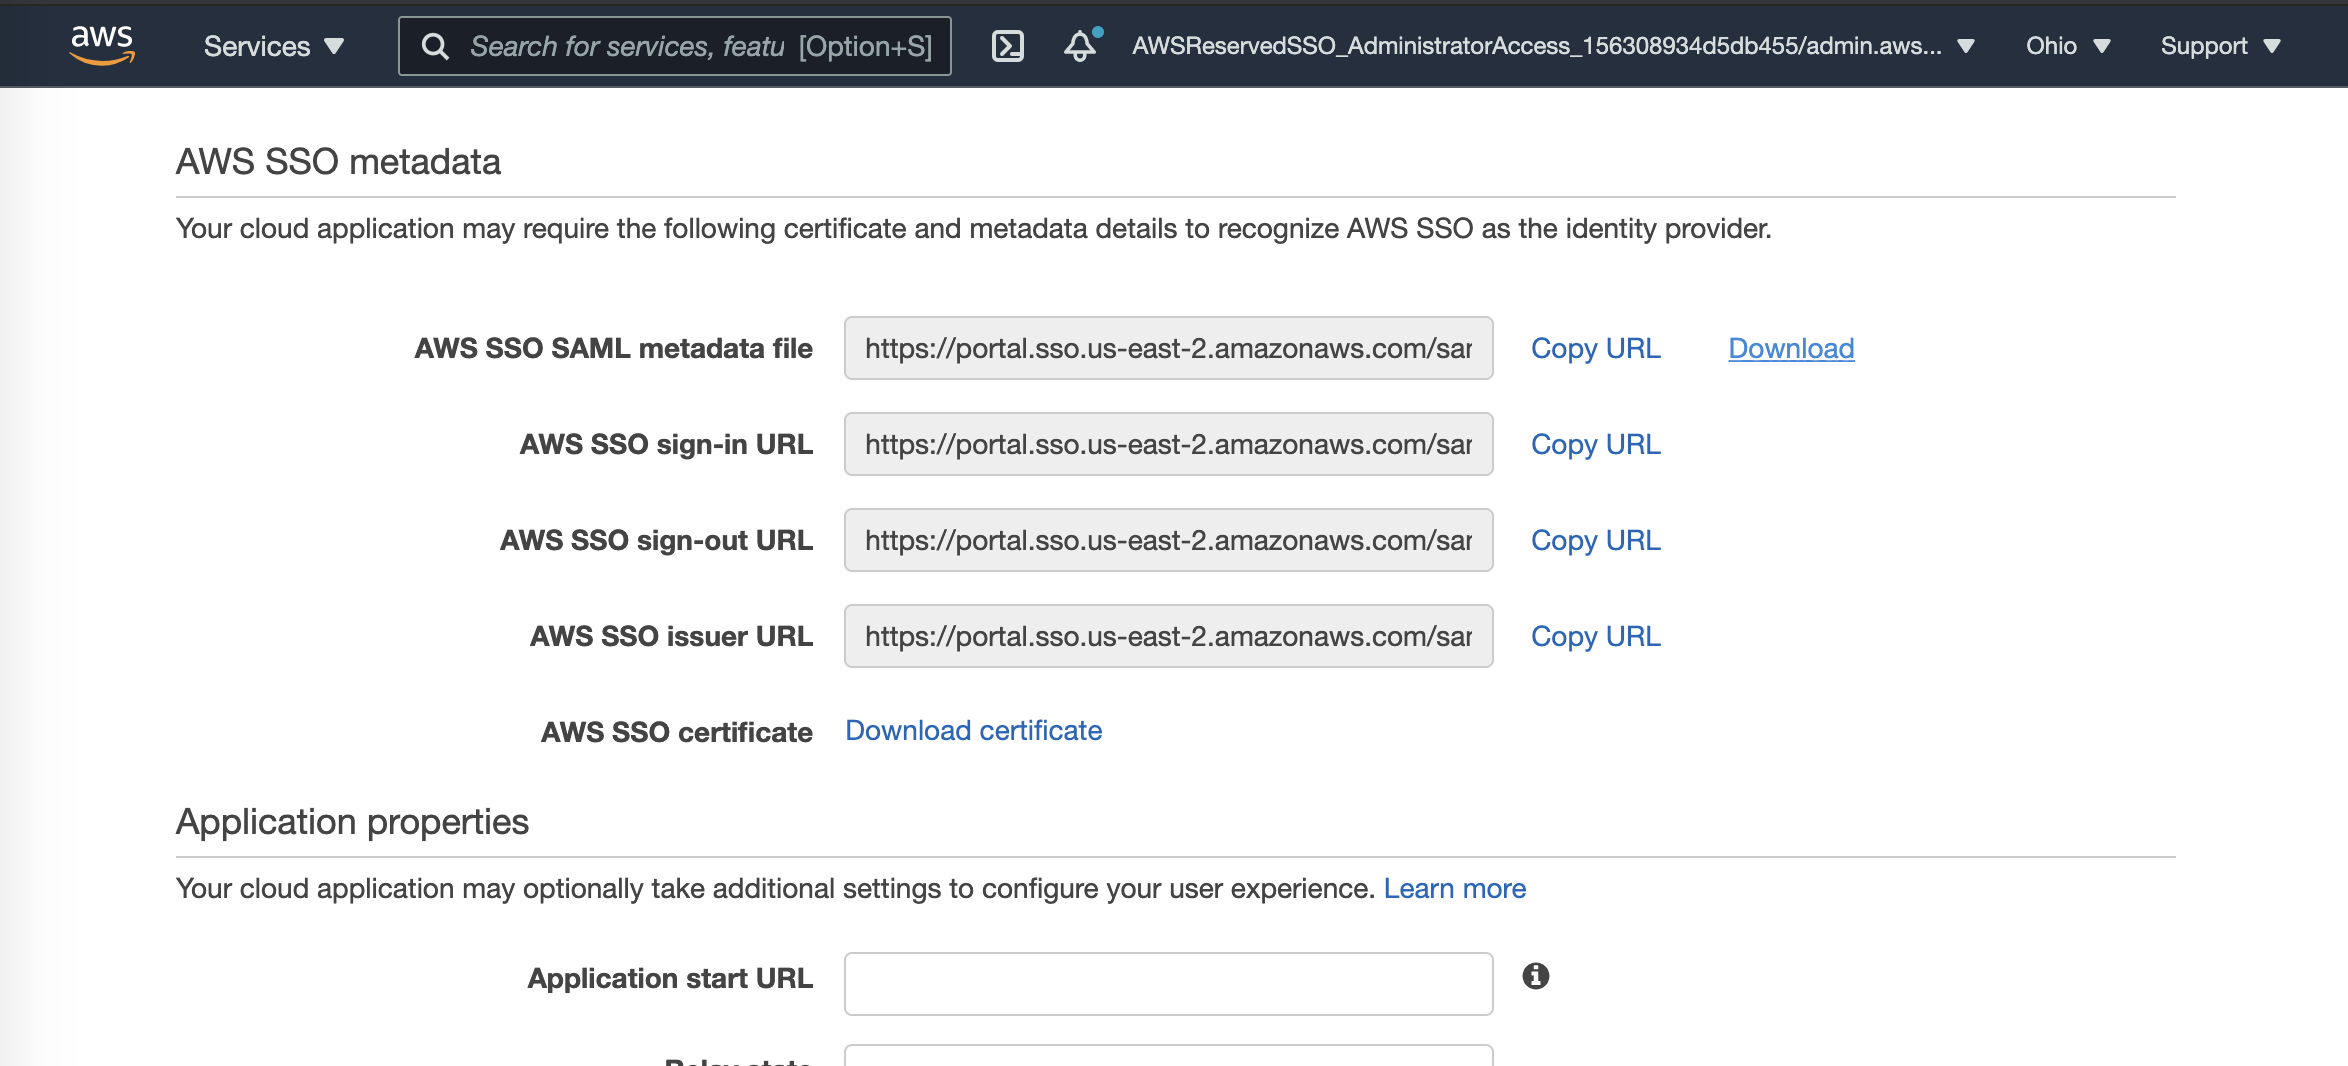 aws Services Search for services, featu [Option+S] AWSReservedSSO_AdministratorAccess_156308934d5db455/admin.aws... Ohio Support
AWS SSO metadata
Your cloud application may require the following certificate and metadata details to recognize AWS SSO as the identity provider.
AWS SSO SAML metadata file https://portal.sso.us-east-2.amazonaws.com/sar Copy URL Download
AWS SSO sign-in URL https://portal.sso.us-east-2.amazonaws.com/sar Copy URL
AWS SSO sign-out URL https://portal.sso.us-east-2.amazonaws.com/sar Copy URL
AWS SSO issuer URL https://portal.sso.us-east-2.amazonaws.com/sar Copy URL
AWS SSO certificate Download certificate
Application properties
Your cloud application may optionally take additional settings to configure your user experience. Learn more
Application start URL
Relay state